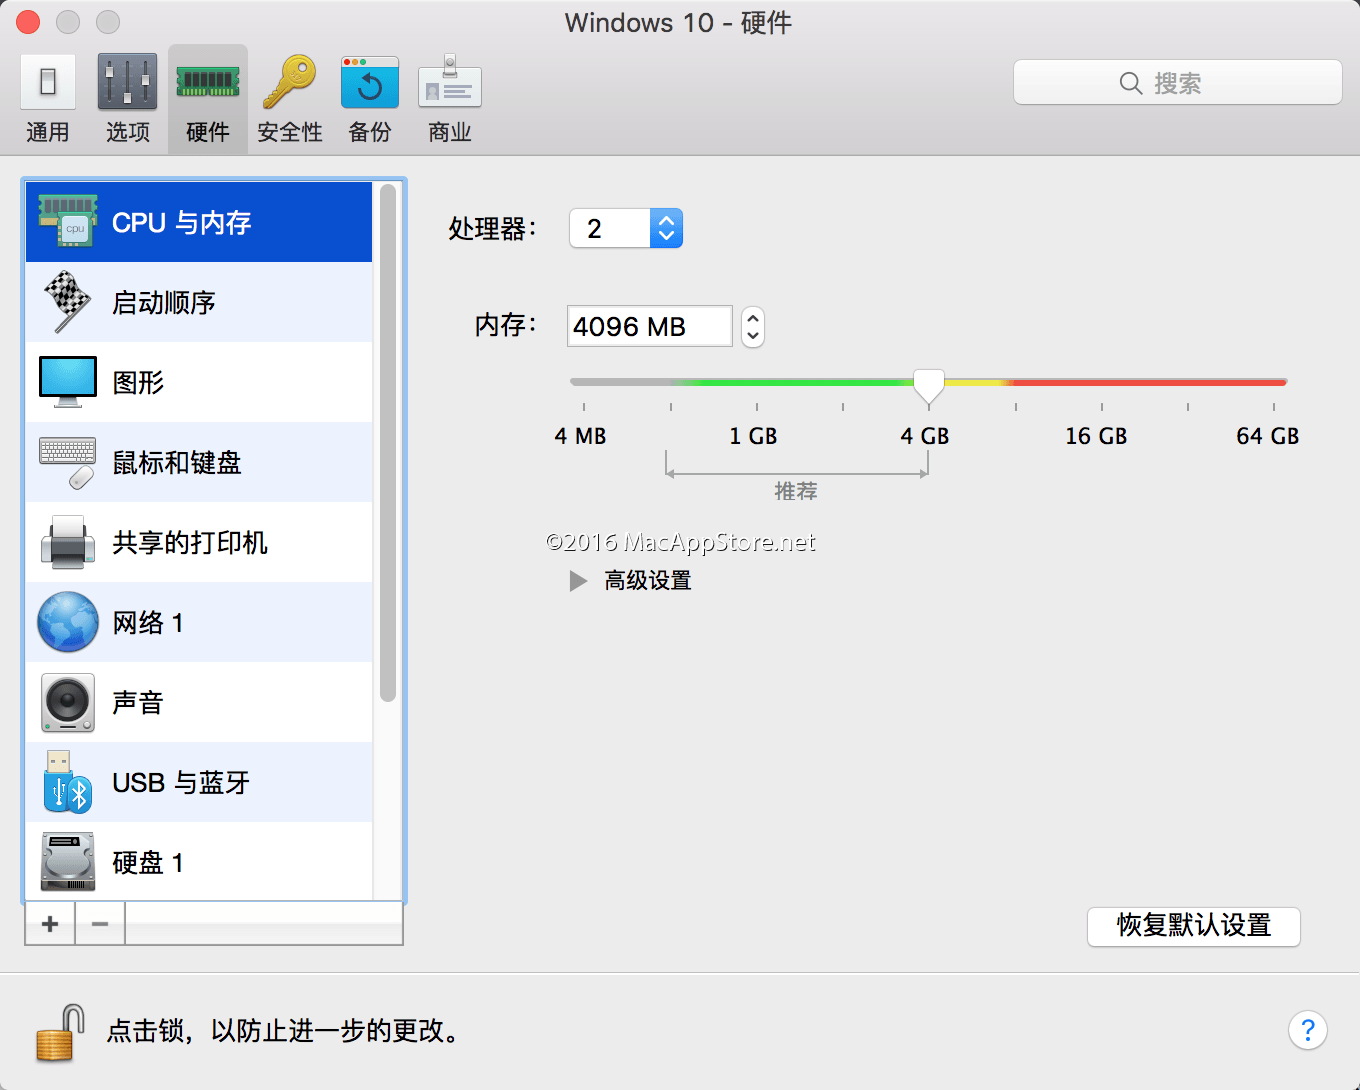 Windows 10 - 硬件
通用 选项 硬件 安全性 备份 商业
搜索
CPU 与内存
cpu
启动顺序
图形
鼠标和键盘
共享的打印机
网络 1
声音
USB 与蓝牙
硬盘 1
+ −
处理器： 2
内存： 4096 MB
4 MB 1 GB 4 GB 16 GB 64 GB
推荐
©2016 MacAppStore.net
高级设置
恢复默认设置
点击锁，以防止进一步的更改。
?